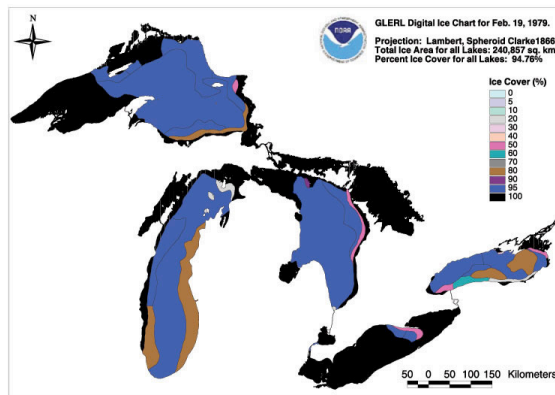 N
NOAA
GLERL Digital Ice Chart for Feb. 19, 1979.
Projection: Lambert, Spheroid Clarke1866
Total Ice Area for all Lakes: 240,857 sq. km
Percent Ice Cover for all Lakes: 94.76%
Ice Cover (%)
0
5
10
20
30
40
50
60
70
80
90
95
100
50 0 50 100 150 Kilometers